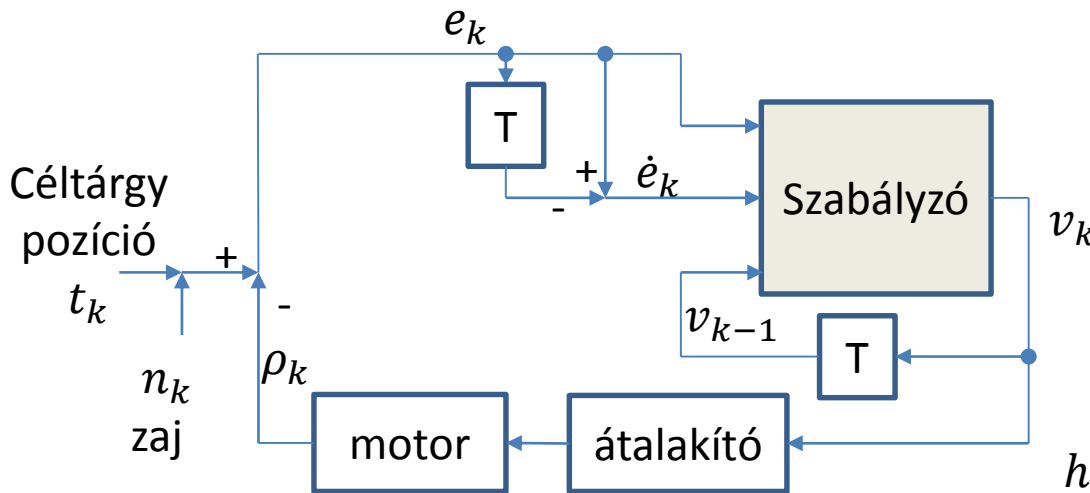 e_k
T
+
ė_k
-
Szabályzó
v_k
Céltárgy
pozíció
+
t_k
-
v_{k-1}
T
n_k
zaj
ρ_k
motor
átalakító
h